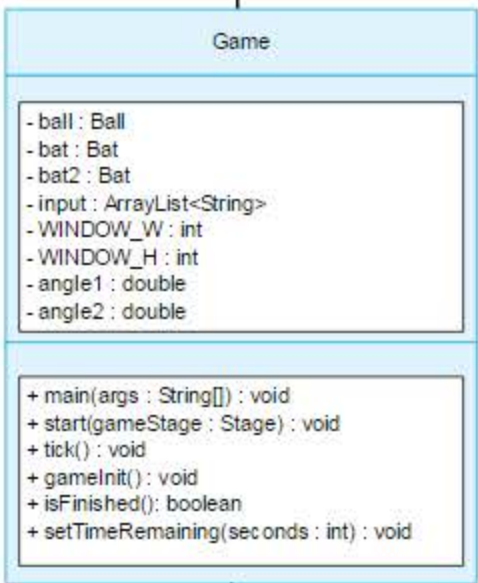 Game
- ball : Ball
- bat : Bat
- bat2 : Bat
- input : ArrayList<String>
- WINDOW_W : int
- WINDOW_H : int
- angle1 : double
- angle2 : double
+ main(args : String[]) : void
+ start(gameStage : Stage) : void
+ tick() : void
+ gameInit() : void
+ isFinished(): boolean
+ setTimeRemaining(seconds : int) : void